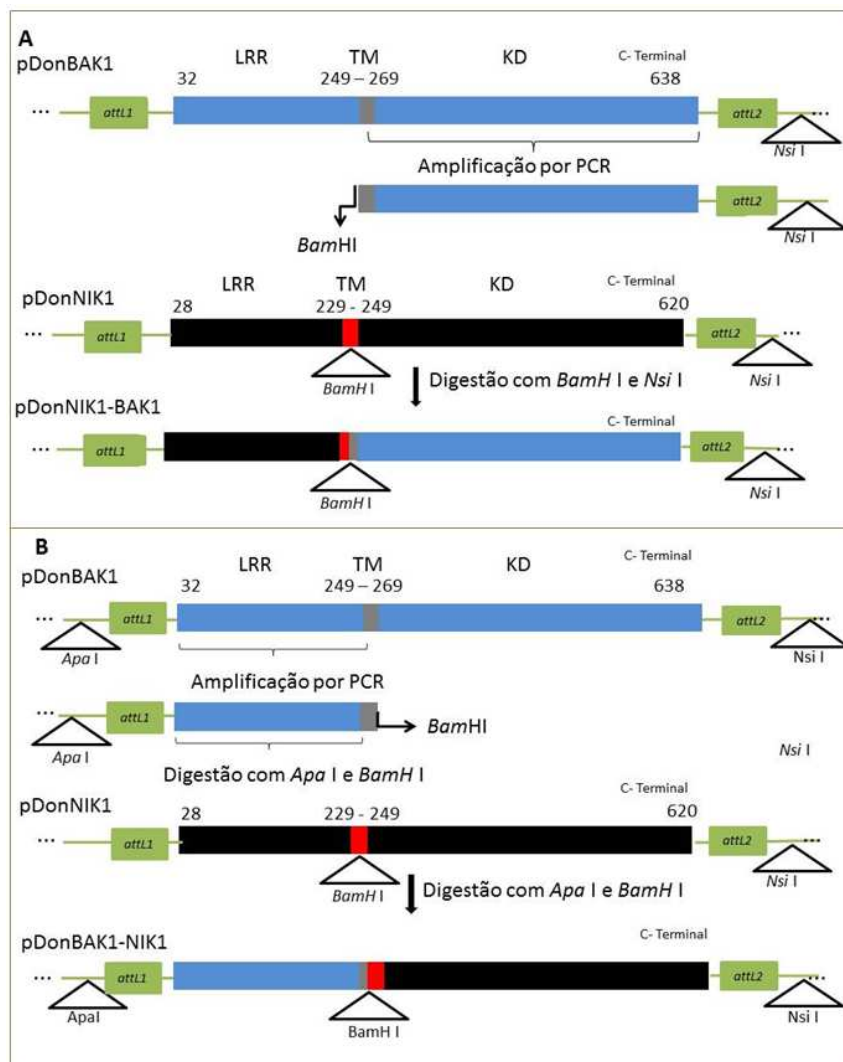 A
LRR TM KD C- Terminal
pDonBAK1
32 249 – 269 638
... attL1 attL2 ...
Nsi I
Amplificação por PCR
attL2
BamHI
Nsi I
LRR TM KD C- Terminal
pDonNIK1
28 229 - 249 620
... attL1 attL2 ...
BamH I Nsi I
Digestão com BamH I e Nsi I
pDonNIK1-BAK1
C- Terminal
... attL1 attL2 ...
BamH I Nsi I
B
LRR TM KD C- Terminal
pDonBAK1
32 249 – 269 638
... attL1 attL2 ...
Apa I Nsi I
Amplificação por PCR
... attL1 BamHI
Apa I Nsi I
Digestão com Apa I e BamH I
C- Terminal
pDonNIK1
28 229 - 249 620
... attL1 attL2 ...
BamH I Nsi I
Digestão com Apa I e BamH I
C- Terminal
pDonBAK1-NIK1
... attL1 attL2 ...
ApaI BamH I Nsi I